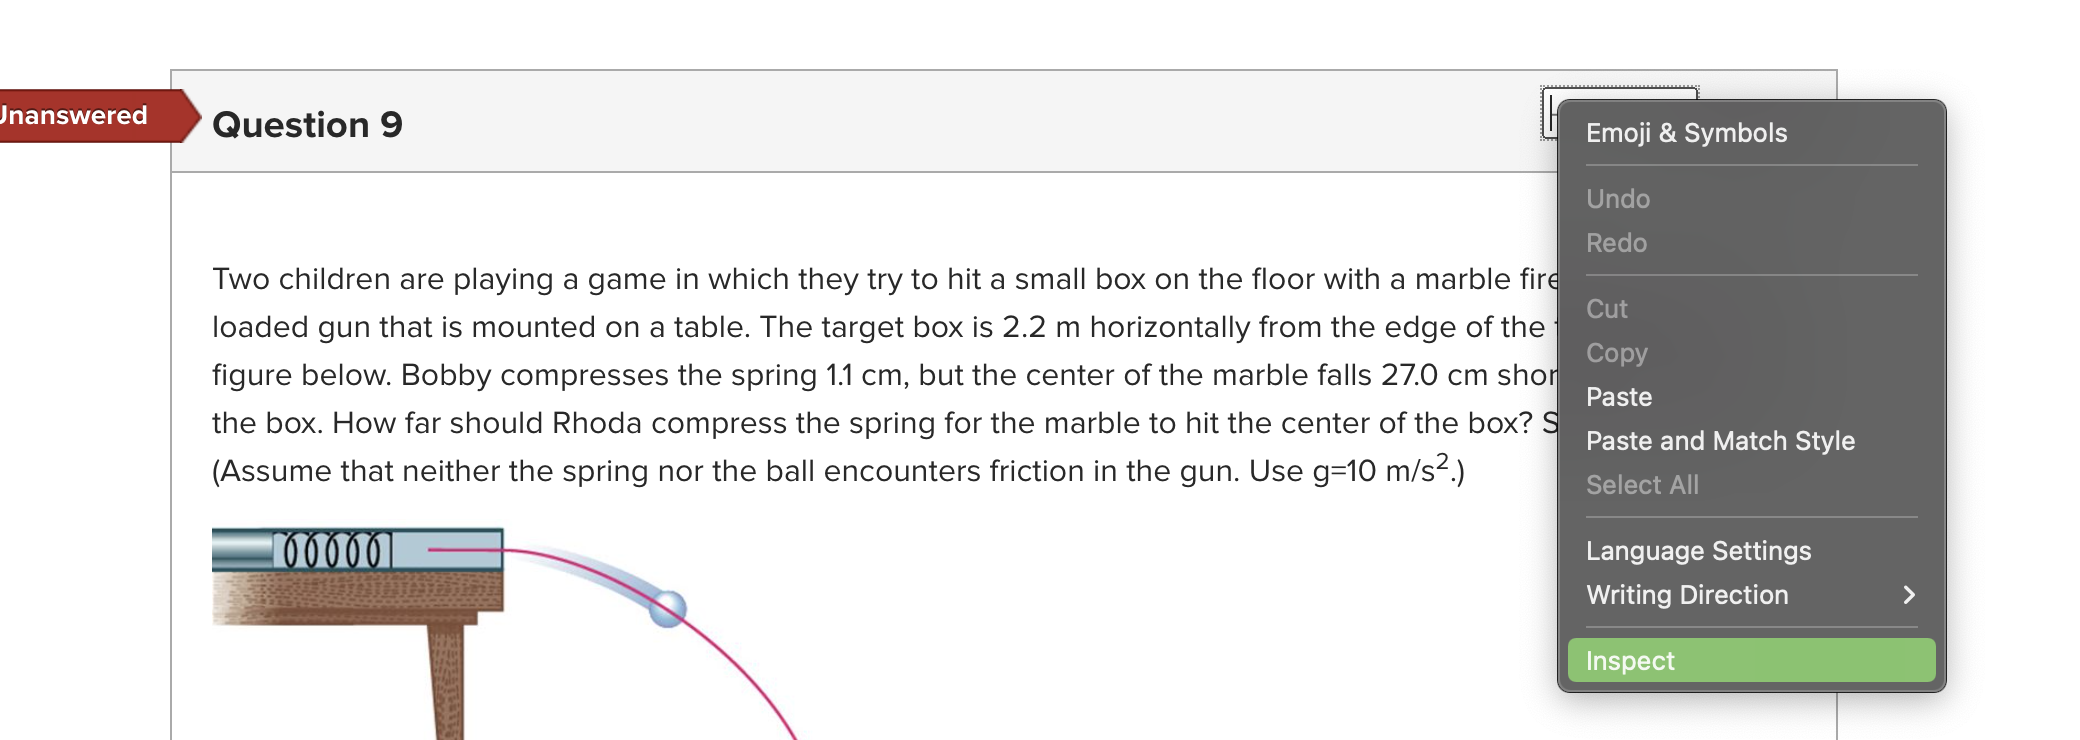 Unanswered
Question 9
Two children are playing a game in which they try to hit a small box on the floor with a marble fire
loaded gun that is mounted on a table. The target box is 2.2 m horizontally from the edge of the
figure below. Bobby compresses the spring 1.1 cm, but the center of the marble falls 27.0 cm shor
the box. How far should Rhoda compress the spring for the marble to hit the center of the box? S
(Assume that neither the spring nor the ball encounters friction in the gun. Use g=10 m/s².)
Emoji & Symbols
Undo
Redo
Cut
Copy
Paste
Paste and Match Style
Select All
Language Settings
Writing Direction
Inspect